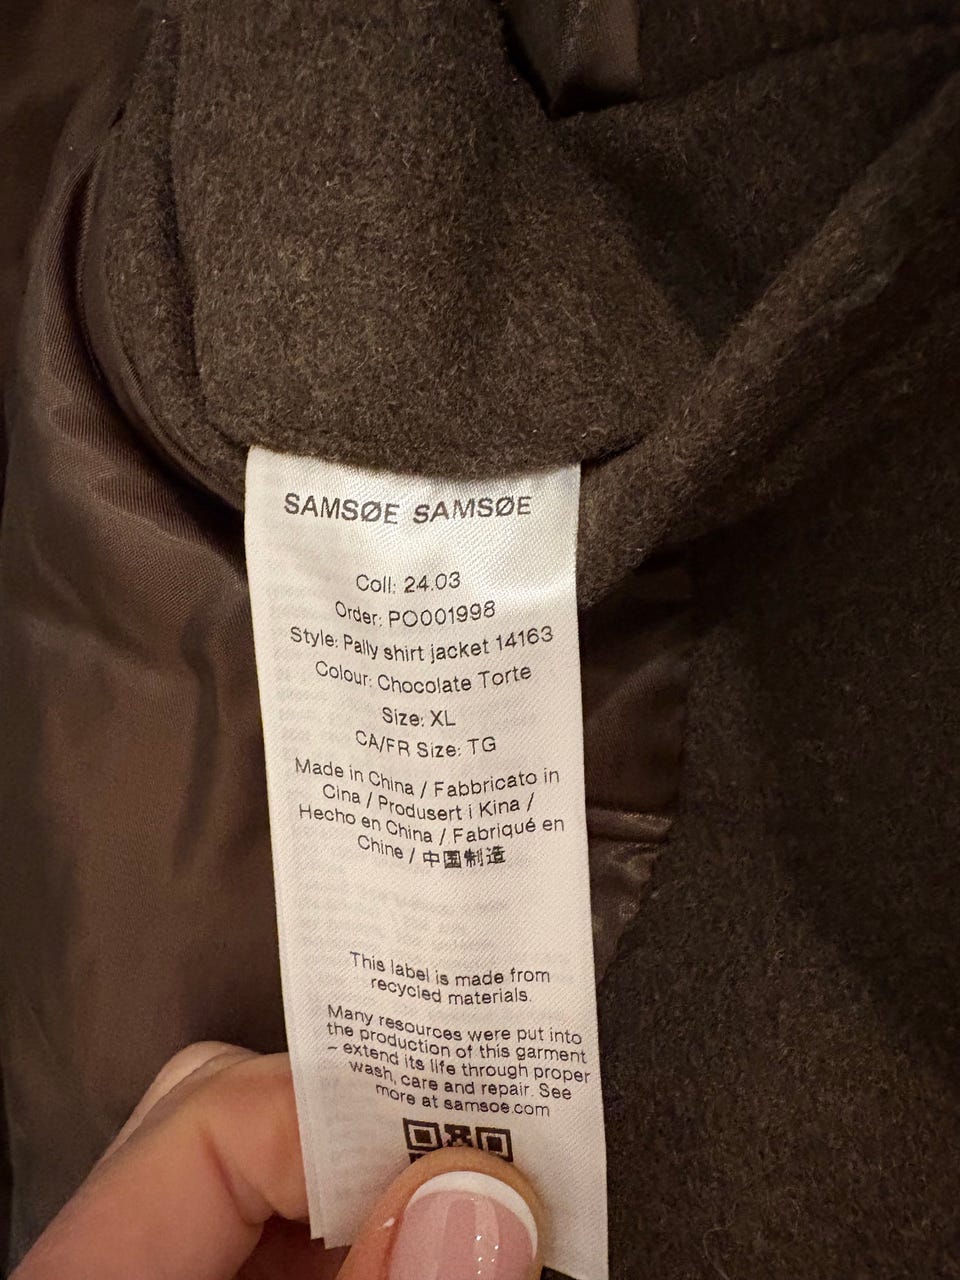 SAMSØE SAMSØE
Coll: 24.03
Order: PO001998
Style: Pally shirt jacket 14163
Colour: Chocolate Torte
Size: XL
CA/FR Size: TG
Made in China / Fabbricato in
Cina / Produsert i Kina /
Hecho en China / Fabriqué en
Chine / 中国制造
This label is made from
recycled materials.
Many resources were put into
the production of this garment
– extend its life through proper
wash, care and repair. See
more at samsoe.com